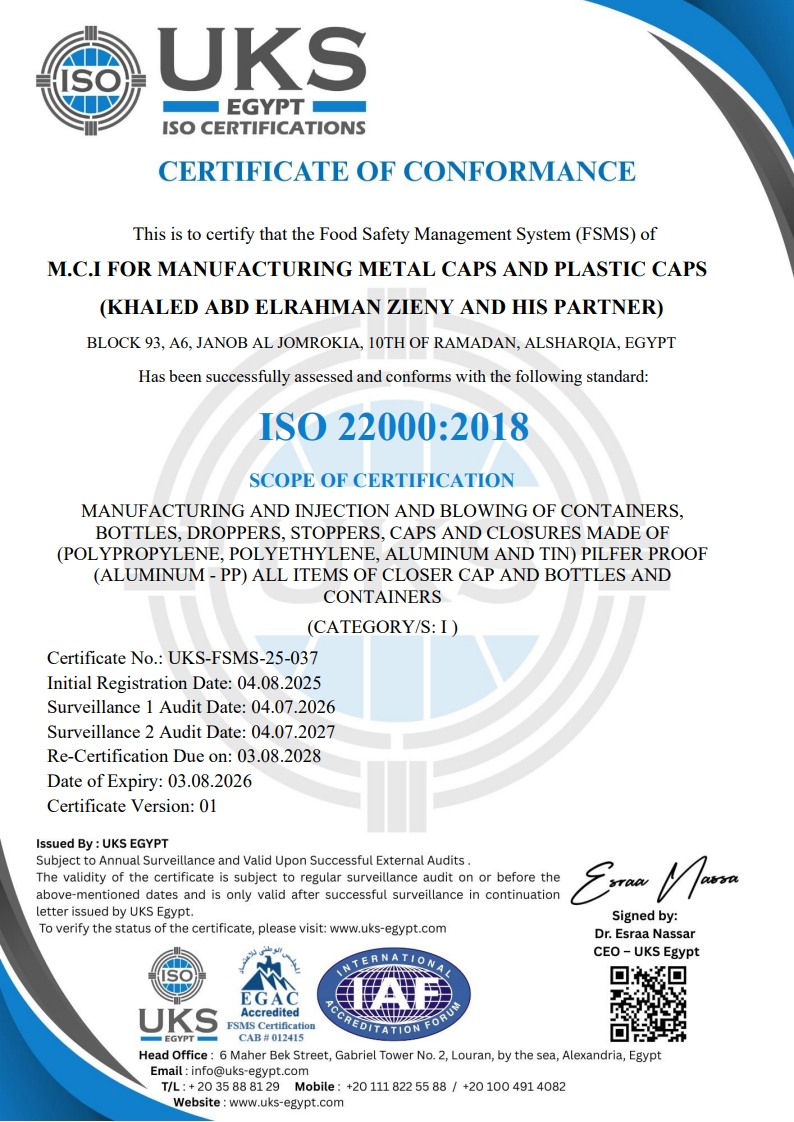 ISO
UKS
EGYPT
ISO CERTIFICATIONS
CERTIFICATE OF CONFORMANCE
This is to certify that the Food Safety Management System (FSMS) of
M.C.I FOR MANUFACTURING METAL CAPS AND PLASTIC CAPS
(KHALED ABD ELRAHMAN ZIENY AND HIS PARTNER)
BLOCK 93, A6, JANOB AL JOMROKIA, 10TH OF RAMADAN, ALSHARQIA, EGYPT
Has been successfully assessed and conforms with the following standard:
ISO 22000:2018
SCOPE OF CERTIFICATION
MANUFACTURING AND INJECTION AND BLOWING OF CONTAINERS,
BOTTLES, DROPPERS, STOPPERS, CAPS AND CLOSURES MADE OF
(POLYPROPYLENE, POLYETHYLENE, ALUMINUM AND TIN) PILFER PROOF
(ALUMINUM - PP) ALL ITEMS OF CLOSER CAP AND BOTTLES AND
CONTAINERS
(CATEGORY/S: I )
UKS
Certificate No.: UKS-FSMS-25-037
Initial Registration Date: 04.08.2025
Surveillance 1 Audit Date: 04.07.2026
Surveillance 2 Audit Date: 04.07.2027
Re-Certification Due on: 03.08.2028
Date of Expiry: 03.08.2026
Certificate Version: 01
Issued By : UKS EGYPT
Subject to Annual Surveillance and Valid Upon Successful External Audits .
The validity of the certificate is subject to regular surveillance audit on or before the
above-mentioned dates and is only valid after successful surveillance in continuation
letter issued by UKS Egypt.
To verify the status of the certificate, please visit: www.uks-egypt.com
Esraa Nassa
Signed by:
Dr. Esraa Nassar
CEO – UKS Egypt
ISO
UKS
EGYPT
المجلس الوطني للاعتماد
EGAC
Accredited
FSMS Certification
CAB # 012415
INTERNATIONAL
IAF
ACCREDITATION FORUM
Head Office : 6 Maher Bek Street, Gabriel Tower No. 2, Louran, by the sea, Alexandria, Egypt
Email : info@uks-egypt.com
T/L : + 20 35 88 81 29 Mobile : +20 111 822 55 88 / +20 100 491 4082
Website : www.uks-egypt.com